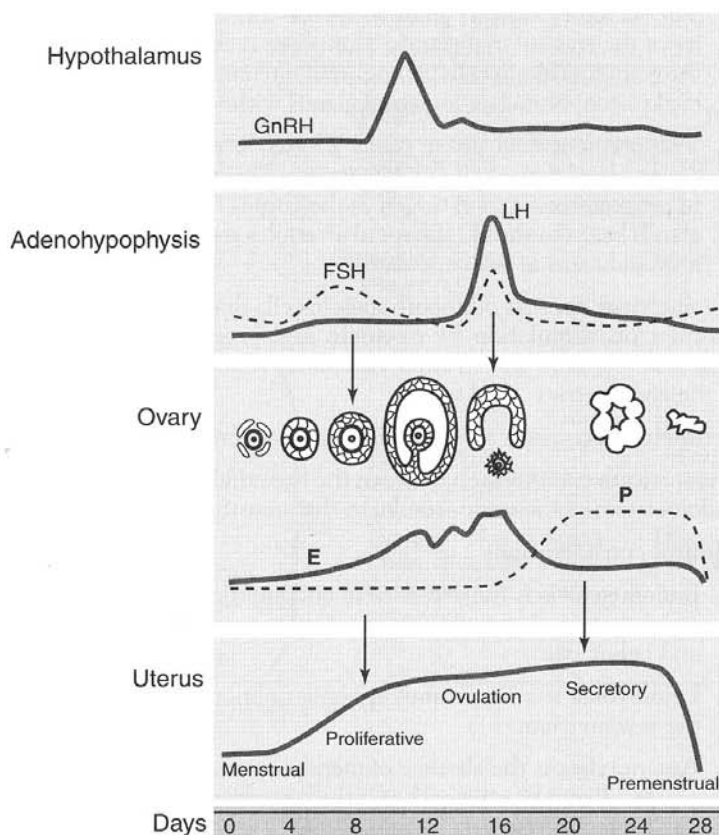 Hypothalamus
GnRH
LH
Adenohypophysis
FSH
Ovary
P
E
Uterus
Ovulation
Secretory
Proliferative
Menstrual
Premenstrual
Days 0 4 8 12 16 20 24 28